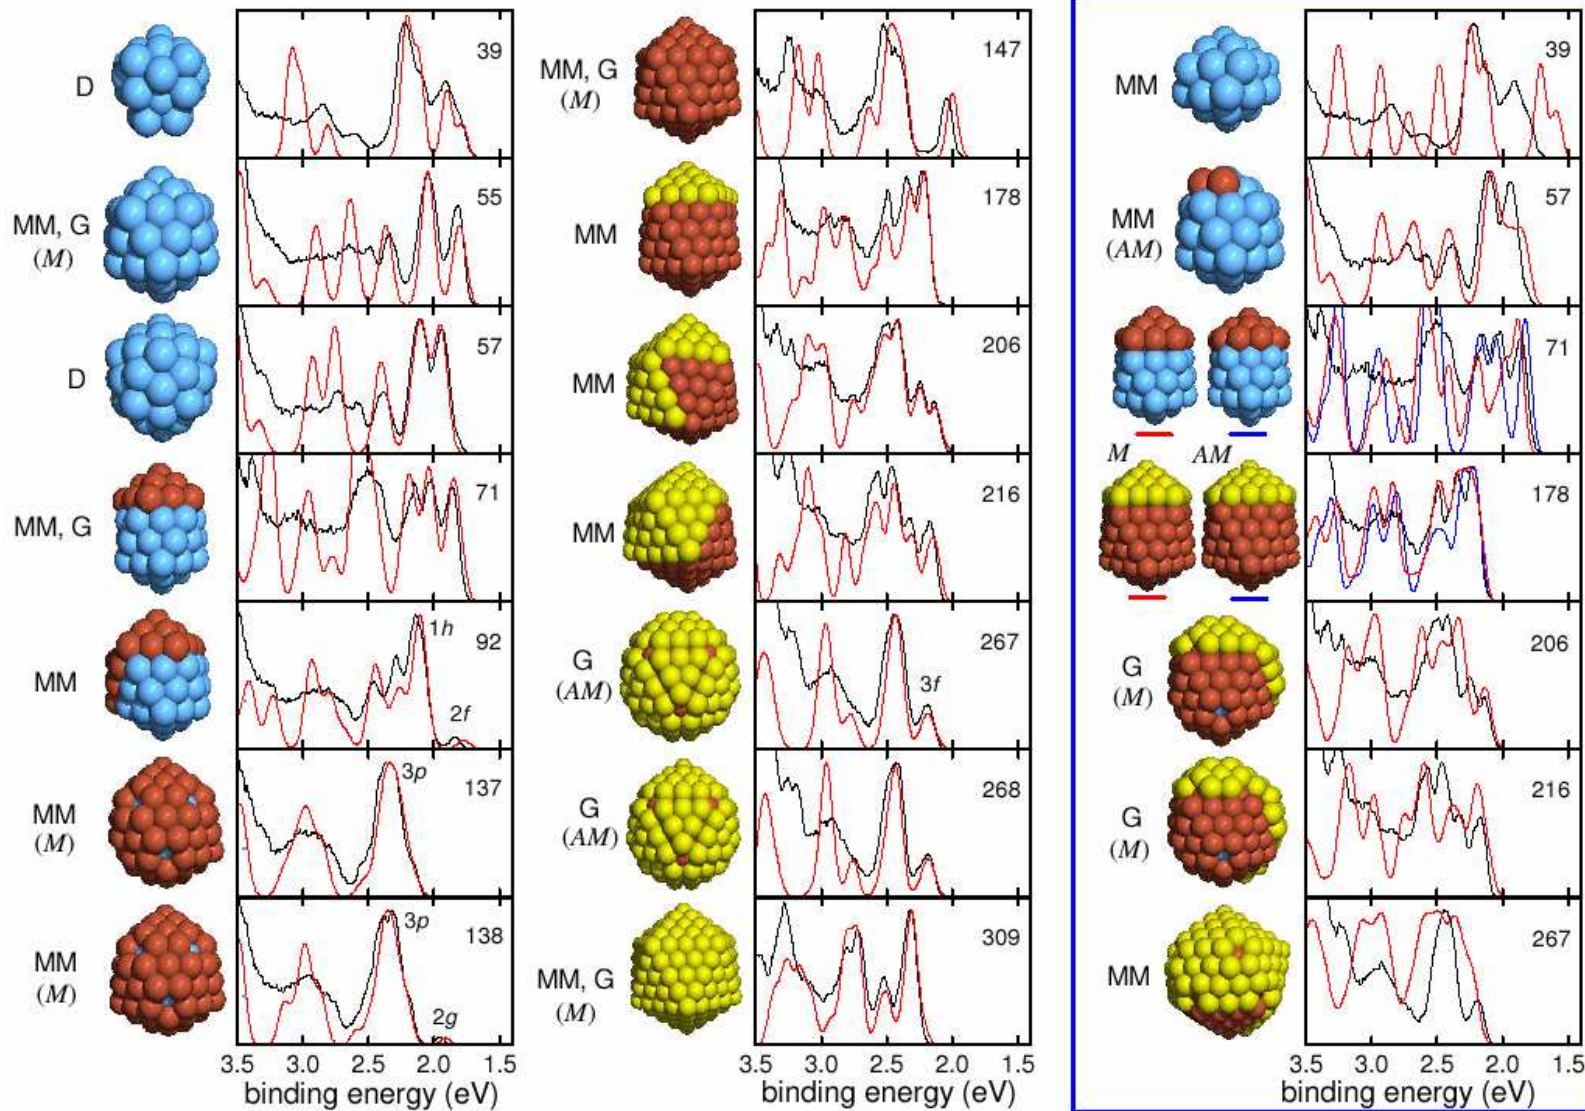 D
39
MM, G
(M)
55
D
57
MM, G
71
MM
92
1h
2f
MM
(M)
137
3p
MM
(M)
138
3p
2g
3.5 3.0 2.5 2.0 1.5
binding energy (eV)
MM, G
(M)
147
MM
178
MM
206
MM
216
G
(AM)
267
3f
G
(AM)
268
MM, G
(M)
309
3.5 3.0 2.5 2.0 1.5
binding energy (eV)
MM
39
MM
(AM)
57
71
M AM
178
G
(M)
206
G
(M)
216
MM
267
3.5 3.0 2.5 2.0 1.5
binding energy (eV)